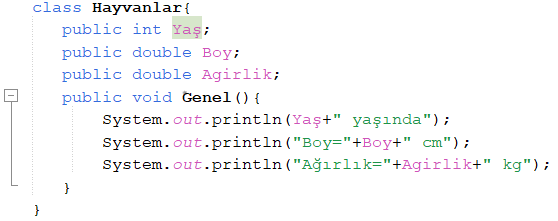 class Hayvanlar{
public int Yaş;
public double Boy;
public double Agirlik;
public void Genel(){
System.out.println(Yaş+" yaşında");
System.out.println("Boy="+Boy+" cm");
System.out.println("Ağırlık="+Agirlik+" kg");
}
}